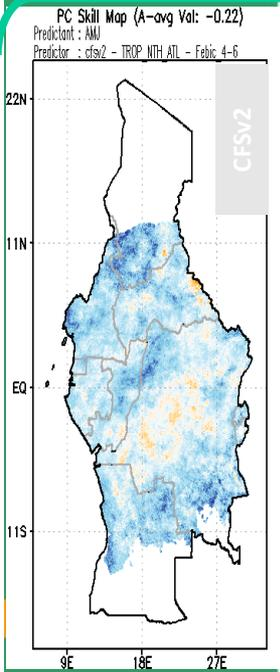 PC Skill Map (A-avg Val: -0.22)
Predictant : AMJ
Predictor : cfsv2 - TROP_NTH_ATL - Febic 4-6
CFSv2
22N
11N
EQ
11S
9E 18E 27E